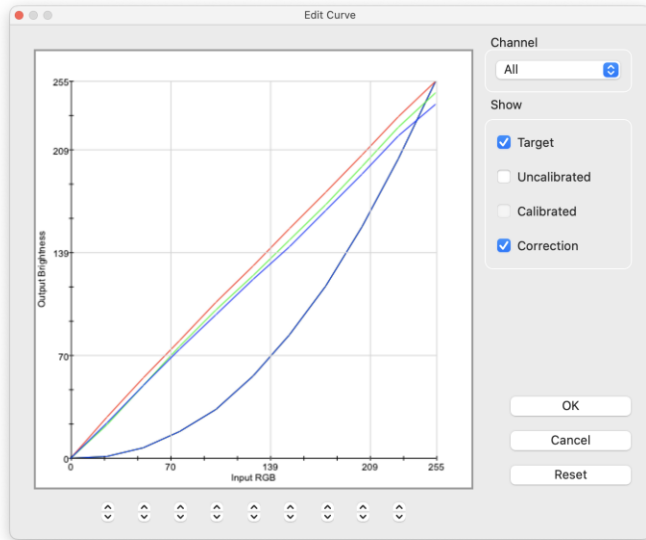 Edit Curve
Channel
All
Show
Target
Uncalibrated
Calibrated
Correction
OK
Cancel
Reset
255
209
139
70
0
Output Brightness
0
70
139
209
255
Input RGB